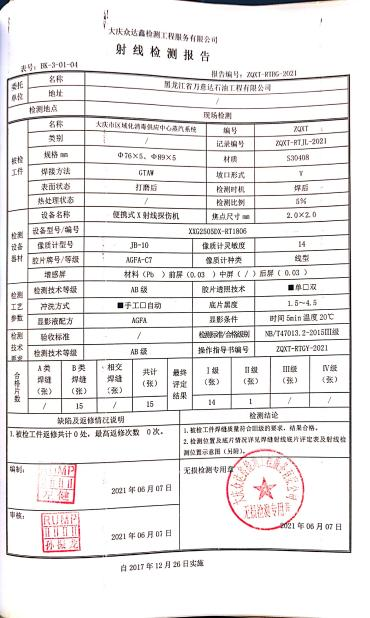 大庆众达鑫检测工程服务有限公司
射线检测报告
表号：BK-3-01-04 报告编号：ZQXT-RTBG-2021
委托单位 名称 黑龙江省万意达石油工程有限公司
地址 /
检测地点 现场检测
被检工件 名称 大庆市区域化消毒供应中心蒸汽系统 编号 ZQXT
类别 / 记录编号 ZQXT-RTJL-2021
规格 mm Φ76×5、Φ89×5 材质 S30408
焊接方法 GTAW 坡口形式 V
表面状态 打磨后 检测时机 焊后
热处理状态 / 检测比例 5%
检测设备器材 设备名称 便携式 X 射线探伤机 焦点尺寸 mm 2.0×2.0
设备型号/编号 XXG2505DX-RT1806
像质计型号 JB-10 像质计灵敏度 14
胶片牌号/等级 AGFA-C7 像质计种类 线型
增感屏 材料（Pb ）前屏（0.03 ）中屏（/ ）后屏（ 0.03 ）
检测工艺参数 检测技术等级 AB 级 胶片透照技术 ■单口双
冲洗方式 ■手工口自动 底片黑度 1.5~4.5
显影液配方 AGFA 显影条件 时间 5min 温度 20℃
检测技术要求 验收标准 / 检测标准/合格级别 NB/T47013.2-2015Ⅲ级
检测技术等级 AB 级 操作指导书编号 ZQXT-RTGY-2021
合格片数 A 类焊缝（张） B 类焊缝（张） 相交焊缝（张） 共计（张） 最终评定结果 Ⅰ级（张） Ⅱ级（张） Ⅲ级（张） Ⅳ级（张）
/ 15 / 15 14 1 / /
缺陷及返修情况说明 检测结论
1.被检工件返修共计 0 处，最高返修次数 0 次。 1.被检工件焊缝质量符合Ⅲ级的要求，结果合格。
2.检测位置及底片情况详见焊缝射线底片评定表及射线检测位置示意图（另附）。
编制： 无损检测专用章
2021 年 06 月 07 日
审核：
2021 年 06 月 07 日 2021 年 06 月 07 日
自 2017 年 12 月 26 日实施